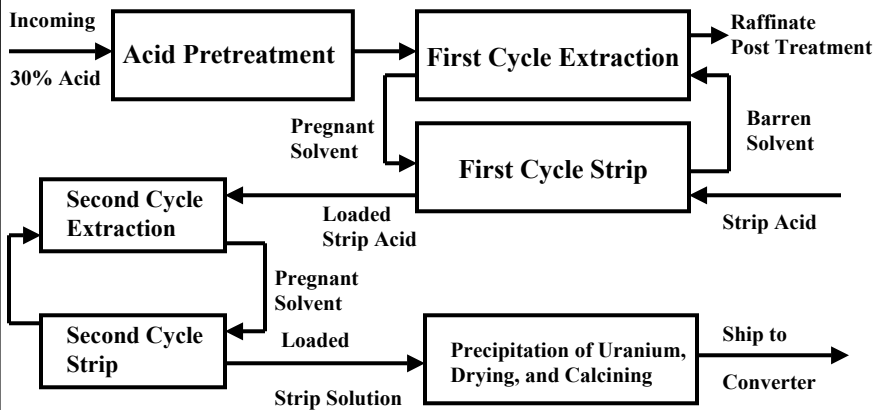 Incoming
30% Acid
Acid Pretreatment
First Cycle Extraction
Raffinate
Post Treatment
Pregnant
Solvent
Barren
Solvent
First Cycle Strip
Strip Acid
Loaded
Strip Acid
Second Cycle
Extraction
Pregnant
Solvent
Second Cycle
Strip
Loaded
Strip Solution
Precipitation of Uranium,
Drying, and Calcining
Ship to
Converter